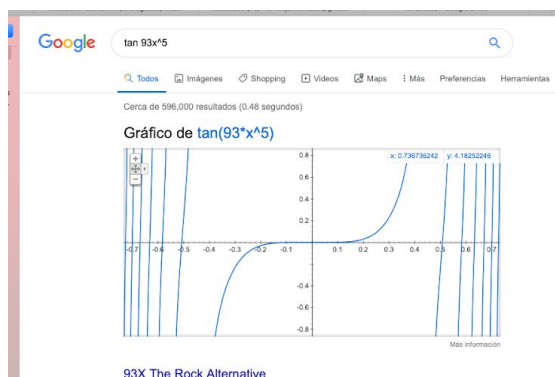 Google
tan 93x^5
Todos Imágenes Shopping Videos Maps Más Preferencias Herramientas
Cerca de 596,000 resultados (0.48 segundos)
Gráfico de tan(93*x^5)
x: 0.736736242 y: 4.18252246
0.8
0.6
0.4
0.2
-0.7 -0.6 -0.5 -0.4 -0.3 -0.2 -0.1 0.1 0.2 0.3 0.4 0.5 0.6 0.7
-0.4
-0.6
-0.8
Más información
93X The Rock Alternative